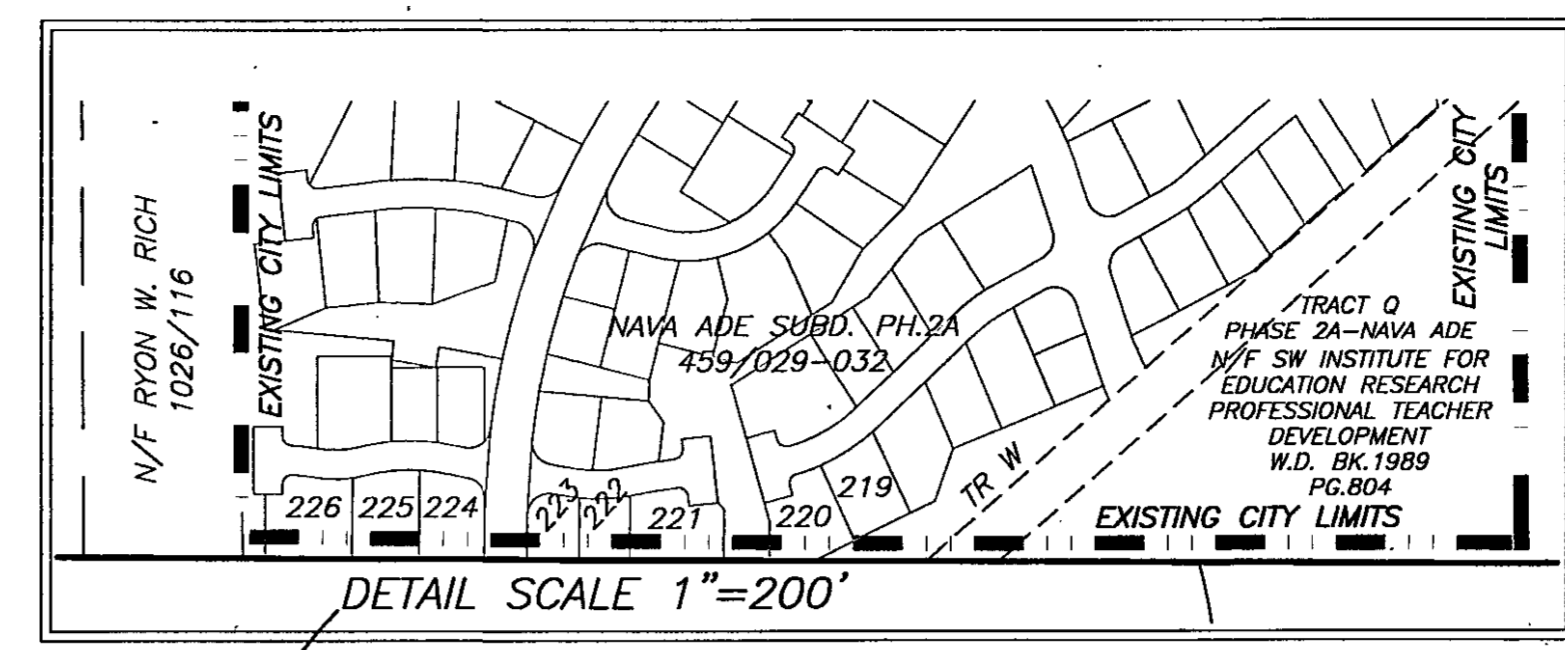 N/F RYON W. RICH
1026/116
EXISTING CITY LIMITS
NAVA ADE SUBD. PH.2A
459/029-032
EXISTING CITY
LIMITS
TRACT Q
PHASE 2A-NAVA ADE
N/F SW INSTITUTE FOR
EDUCATION RESEARCH
PROFESSIONAL TEACHER
DEVELOPMENT
W.D. BK.1989
PG.804
TR W
226 225 224 223 222 221 220 219
EXISTING CITY LIMITS
DETAIL SCALE 1"=200'